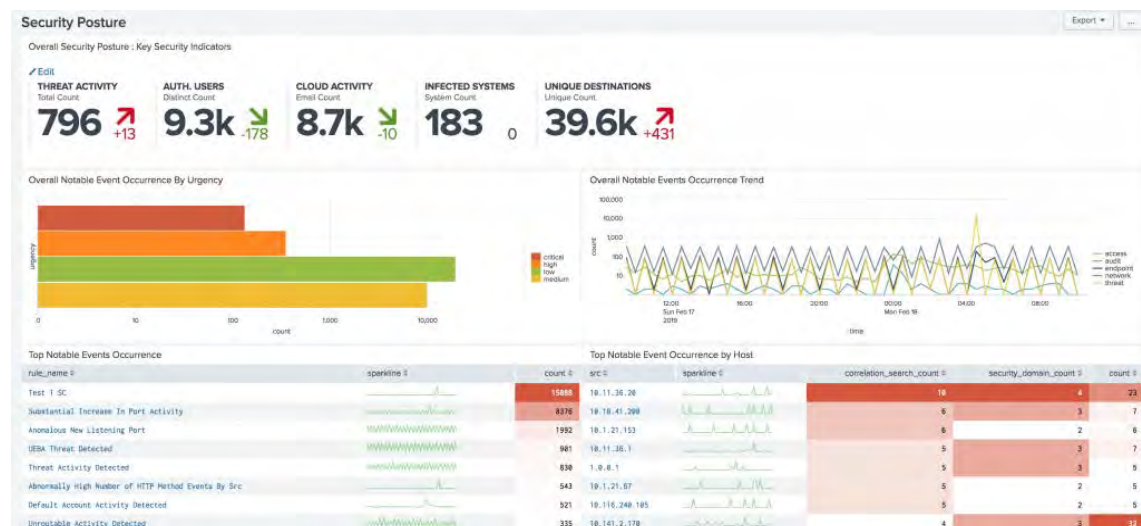 Security Posture
Export
...
Overall Security Posture : Key Security Indicators
Edit
THREAT ACTIVITY
Total Count
796 +13
AUTH. USERS
Distinct Count
9.3k -178
CLOUD ACTIVITY
Email Count
8.7k -10
INFECTED SYSTEMS
System Count
183 0
UNIQUE DESTINATIONS
Unique Count
39.6k +431
Overall Notable Event Occurrence By Urgency
urgency
critical
high
low
medium
0 10 100 1,000 10,000
count
Overall Notable Events Occurrence Trend
count
100,000
10,000
1,000
100
10
access
audit
endpoint
network
threat
12:00 16:00 20:00 00:00 04:00 08:00
Sun Feb 17 Mon Feb 18
2019
time
Top Notable Events Occurrence
rule_name sparkline count
Test 1 SC 15888
Substantial Increase In Port Activity 8376
Anomalous New Listening Port 1992
UEBA Threat Detected 901
Threat Activity Detected 830
Abnormally High Number of HTTP Method Events By Src 543
Default Account Activity Detected 521
Unroutable Activity Detected 335
Top Notable Event Occurrence by Host
src sparkline correlation_search_count security_domain_count count
10.11.36.20 10 4 23
10.10.41.200 6 3 7
10.1.21.153 6 2 6
10.11.36.1 5 3 7
1.0.0.1 5 3
10.1.21.67 5 2 5
10.116.240.105 5 2 5
10.141.2.170 4 3